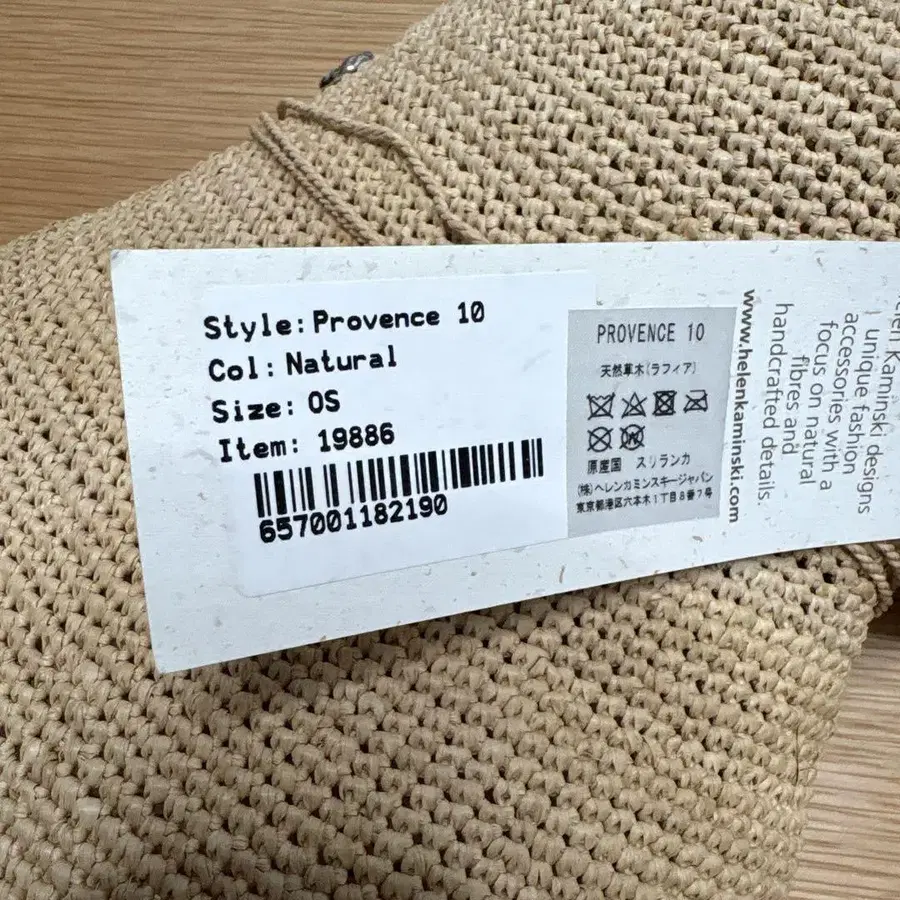 Style: Provence 10
Col: Natural
Size: OS
Item: 19886
657001182190
PROVENCE 10
天然草木(ラフィア)
原産国 スリランカ
(株)ヘレンカミンスキージャパン
東京都港区六本木1丁目8番7号
www.helenkaminski.com
Kaminski designs
unique fashion
accessories with a
focus on natural
fibres and
handcrafted details.